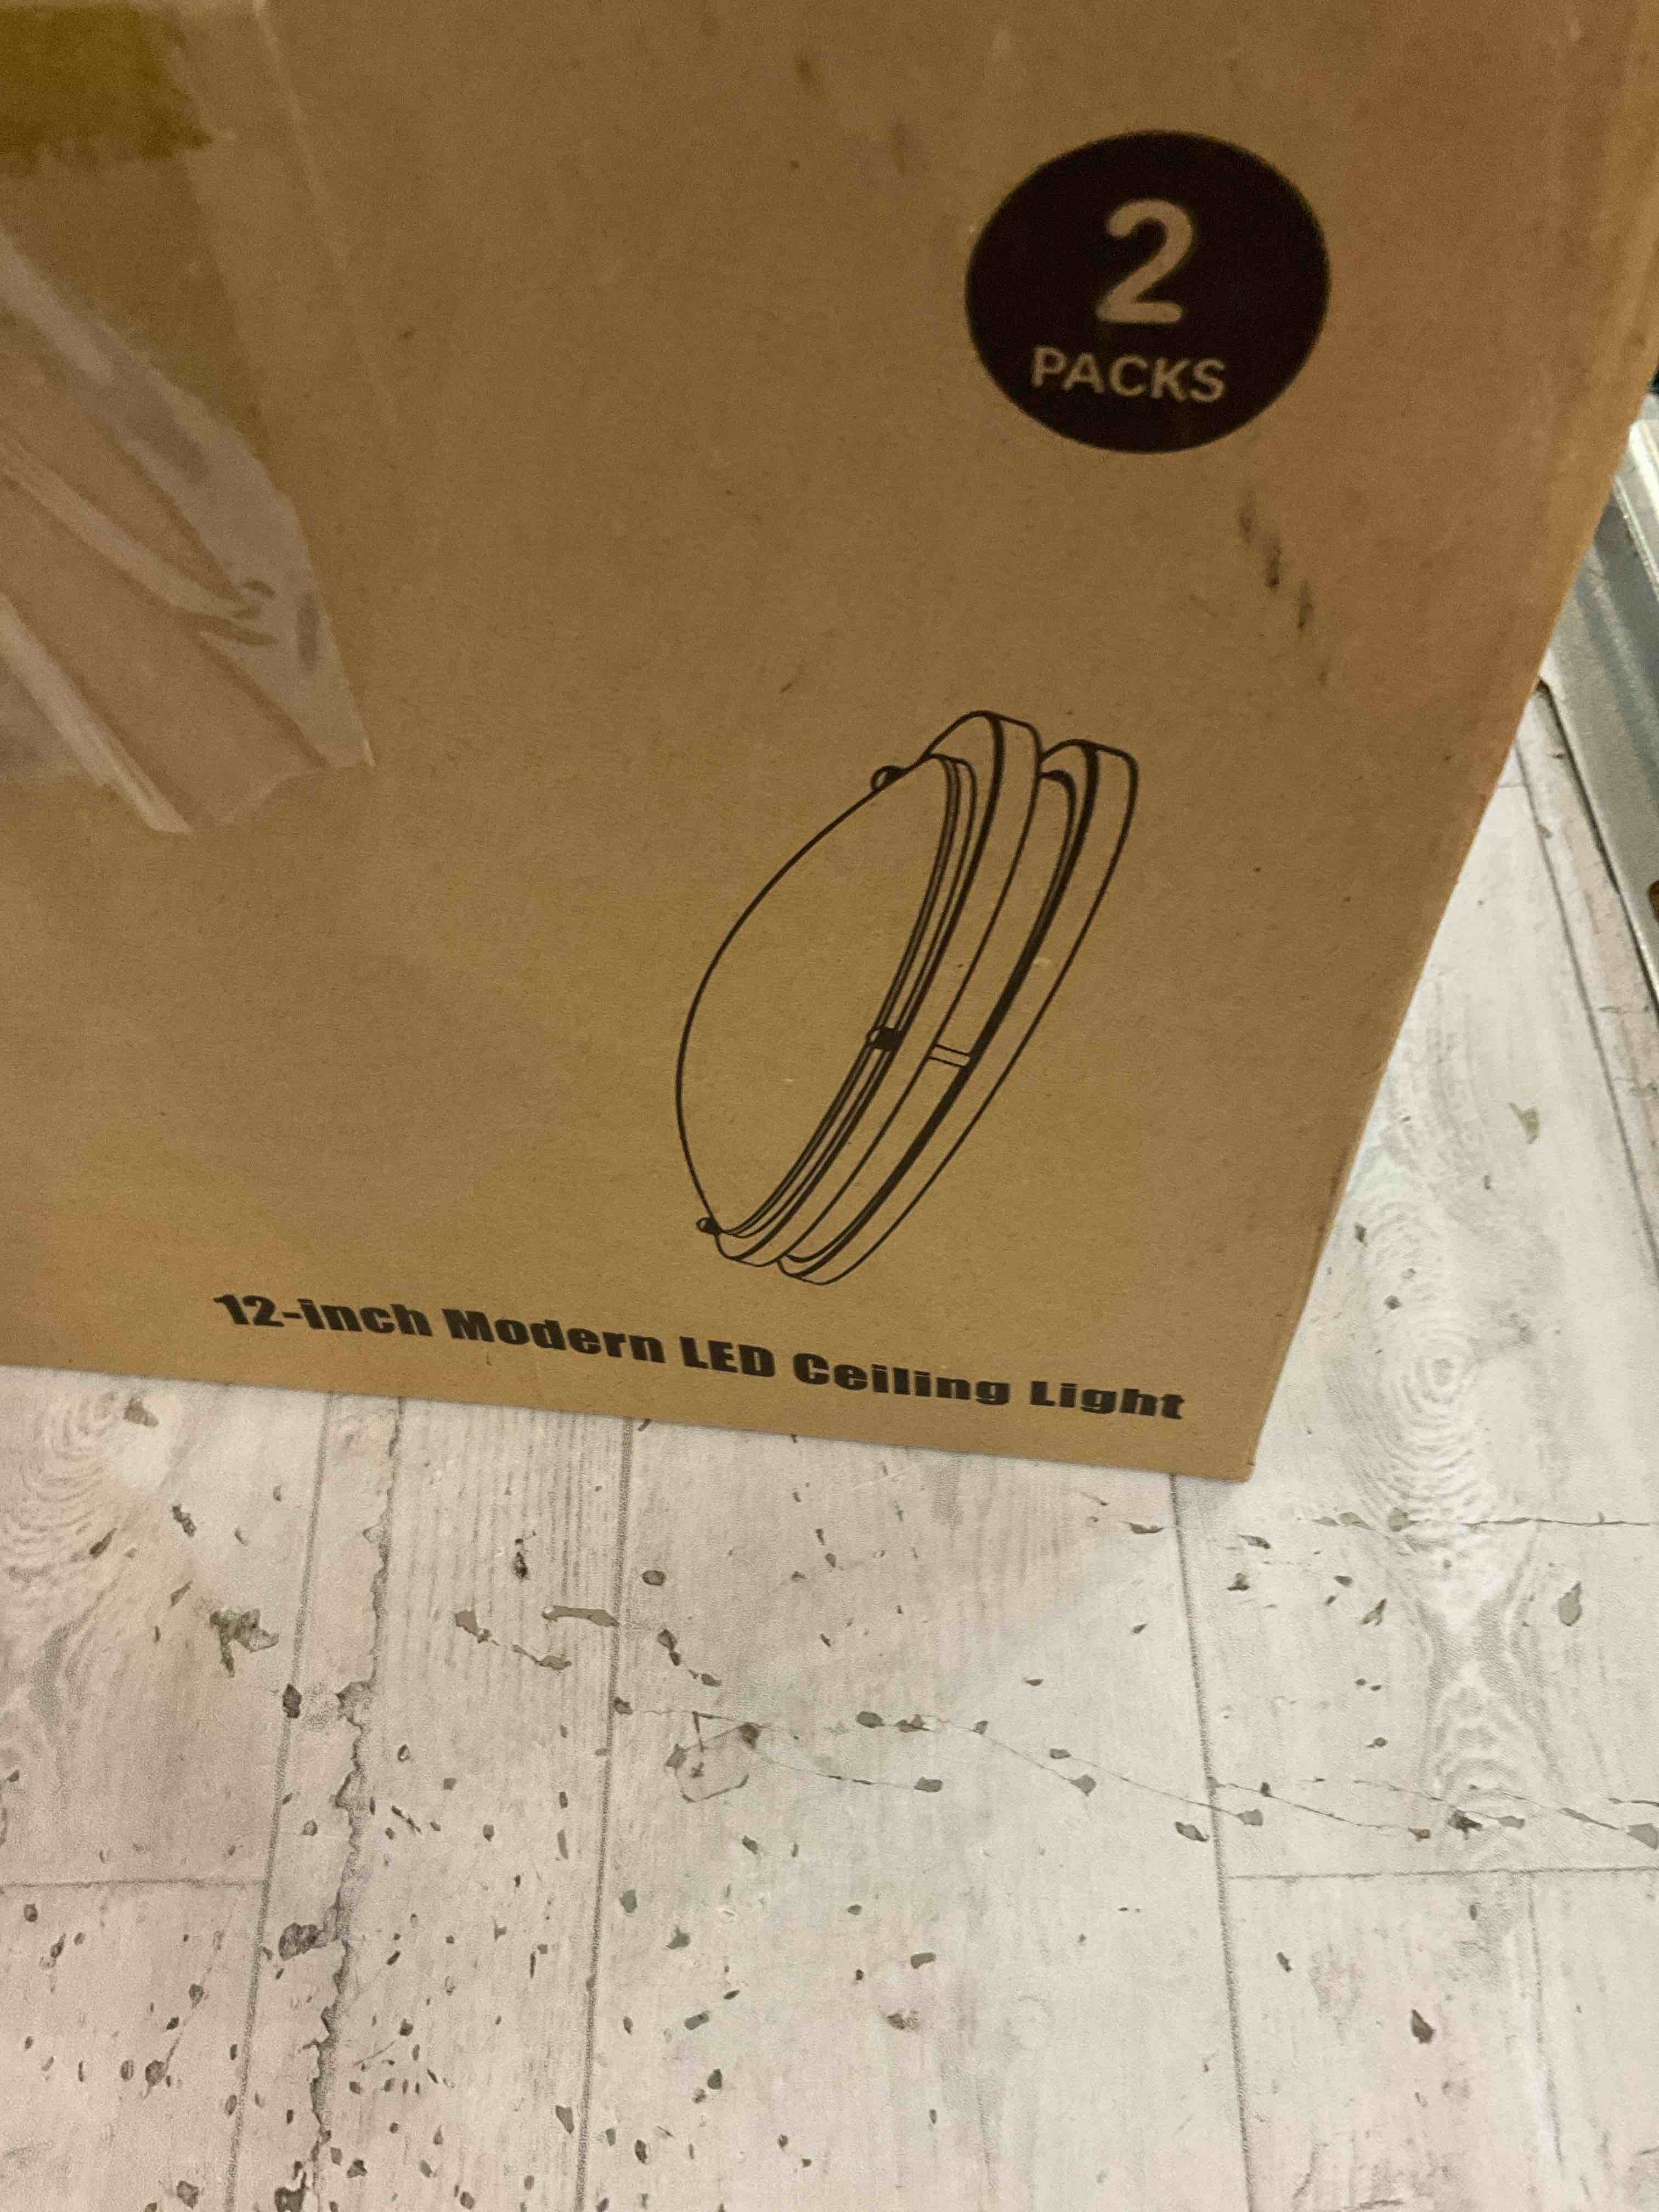 2
PACKS
12-inch Modern LED Ceiling Light